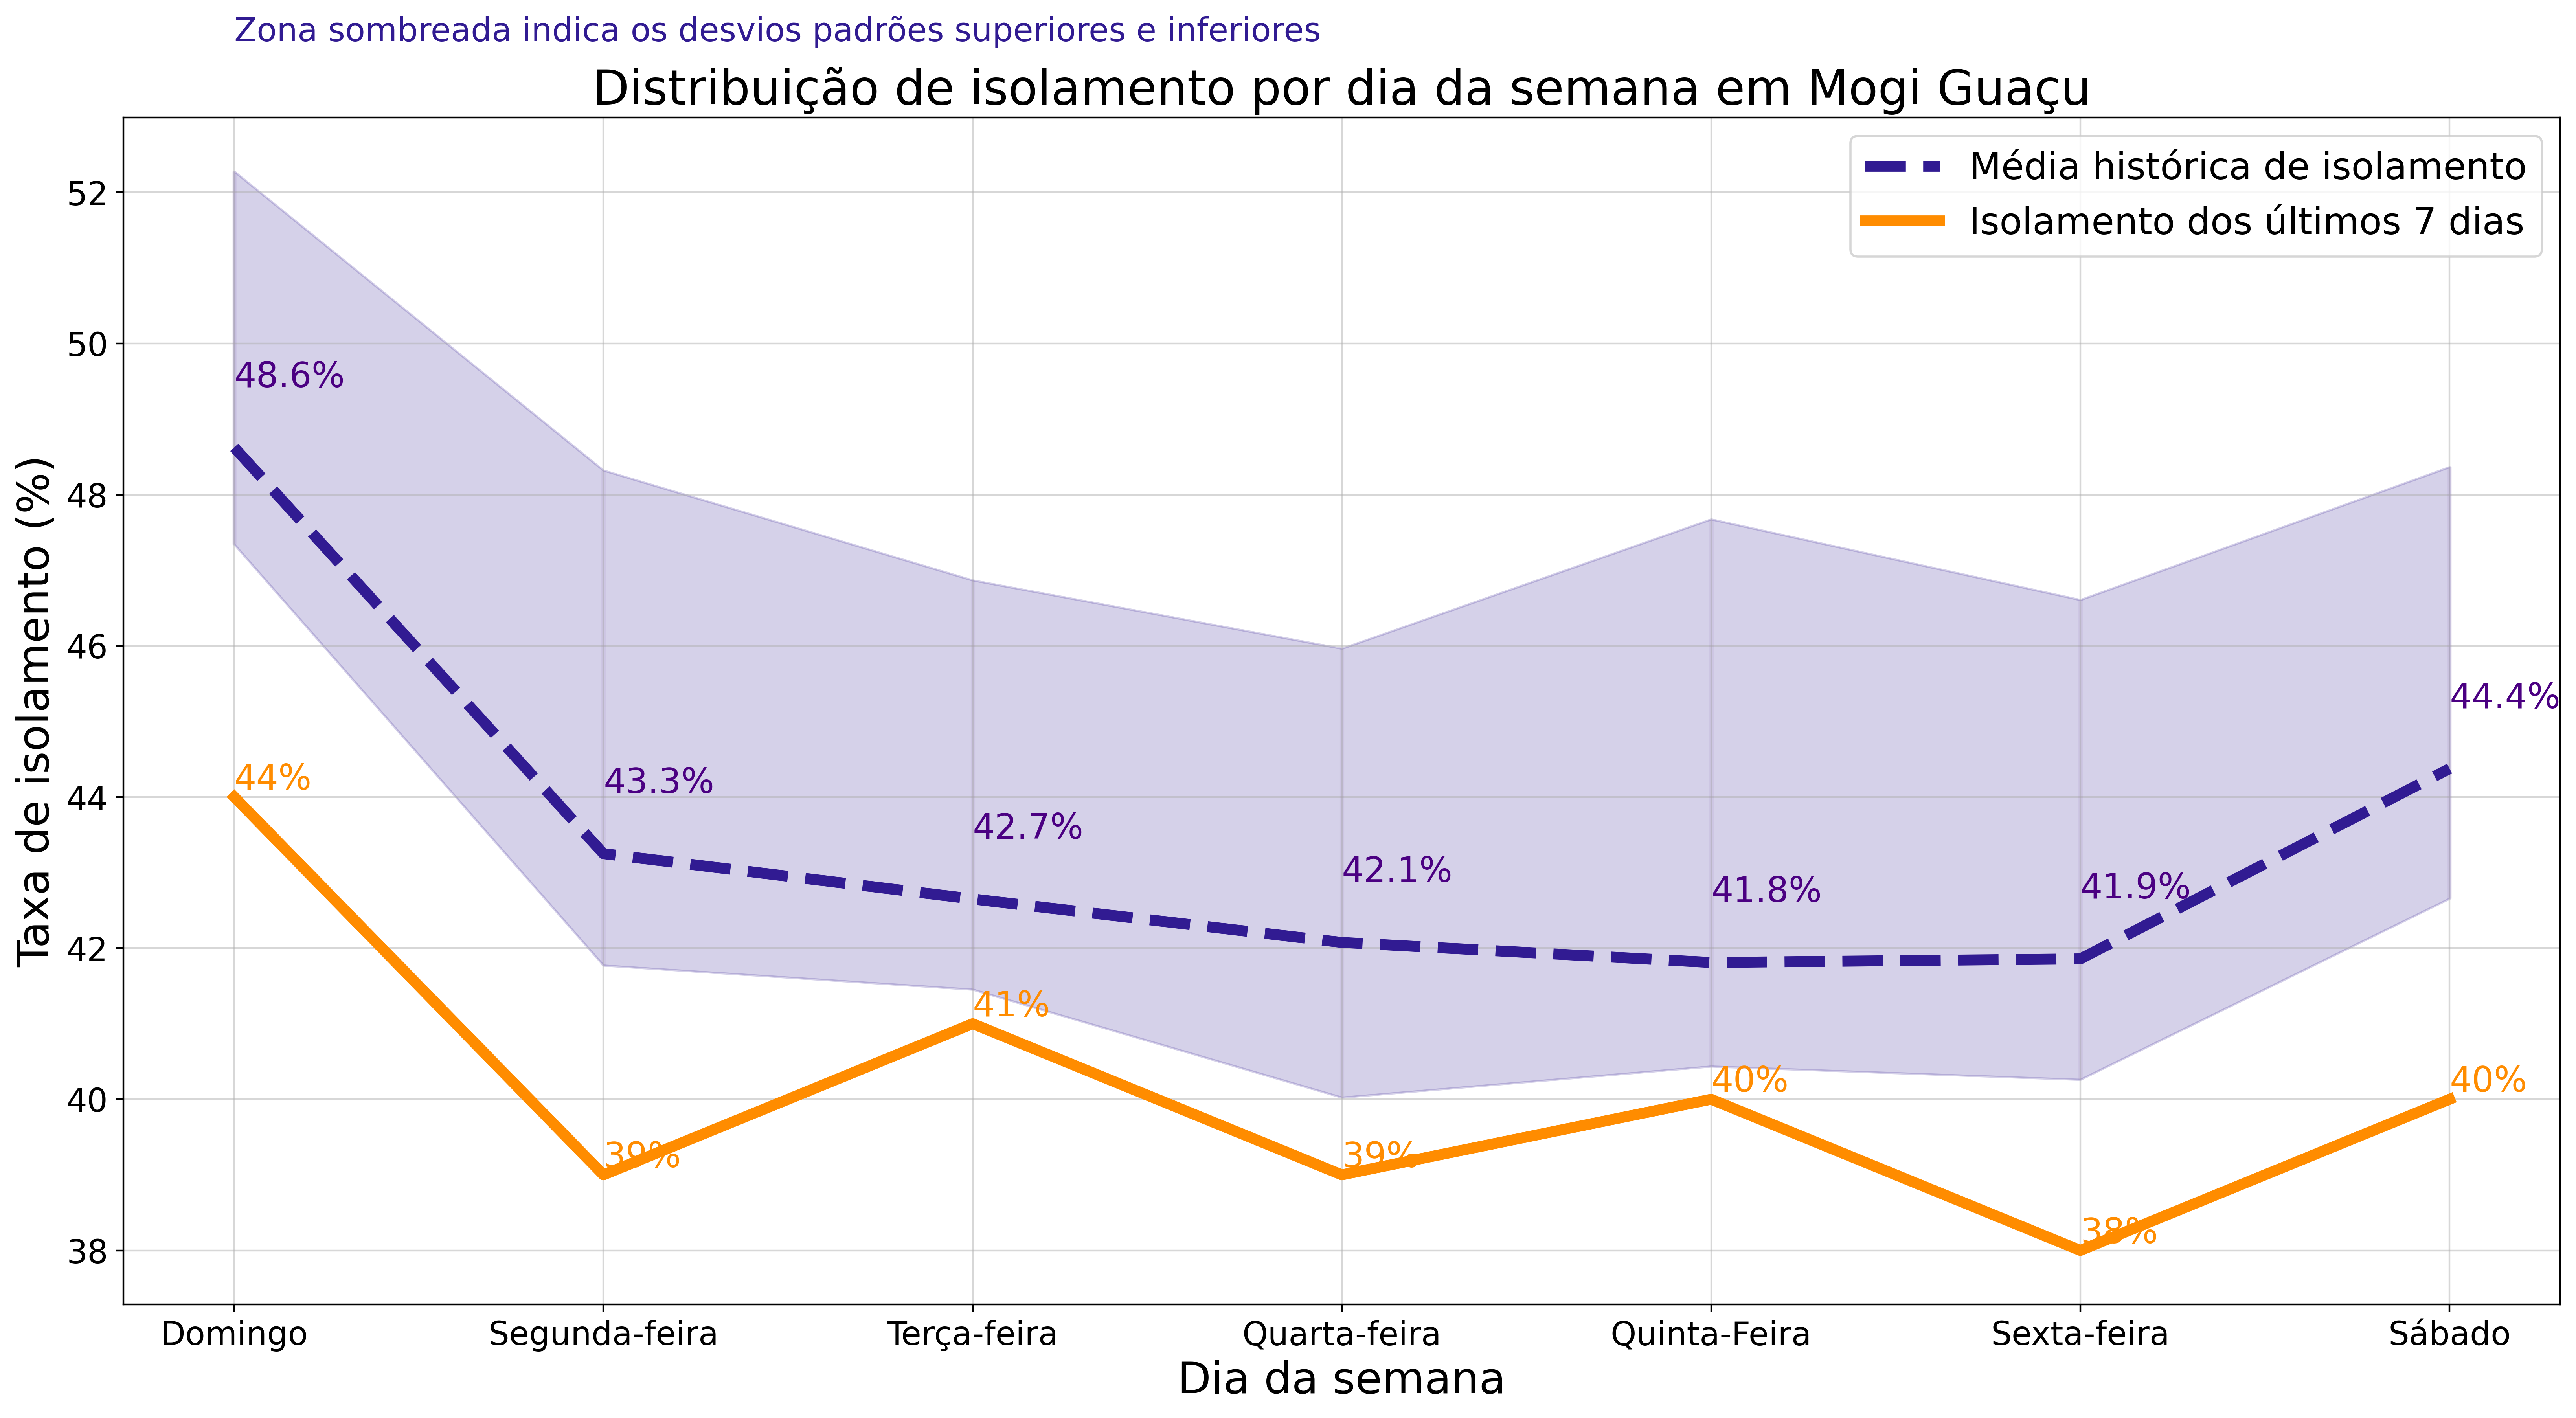 Zona sombreada indica os desvios padrões superiores e inferiores
Distribuição de isolamento por dia da semana em Mogi Guaçu
Média histórica de isolamento
Isolamento dos últimos 7 dias
Taxa de isolamento (%)
52
50
48
46
44
42
40
38
48.6%
43.3%
42.7%
42.1%
41.8%
41.9%
44.4%
44%
39%
41%
39%
40%
38%
40%
Domingo
Segunda-feira
Terça-feira
Quarta-feira
Quinta-Feira
Sexta-feira
Sábado
Dia da semana